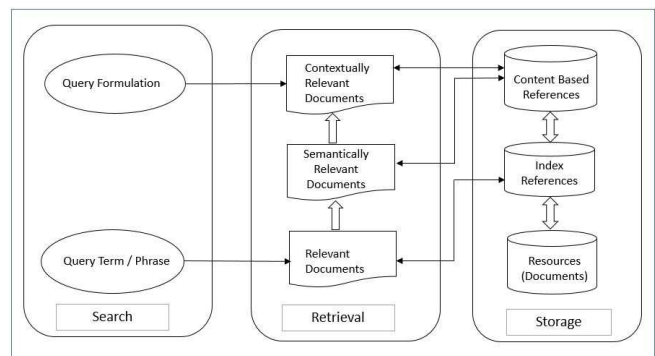 Query Formulation
Query Term / Phrase
Search
Contextually
Relevant
Documents
Semantically
Relevant
Documents
Relevant
Documents
Retrieval
Content Based
References
Index
References
Resources
(Documents)
Storage